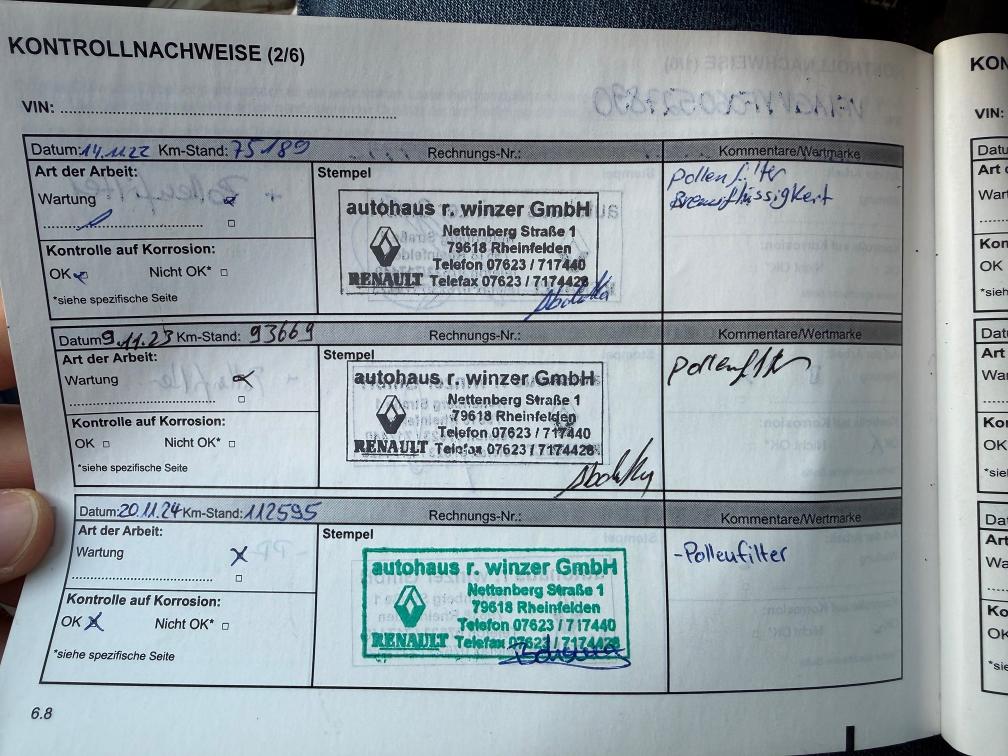 KONTROLLNACHWEISE (2/6)
VIN:
Datum: 14.11.22 Km-Stand: 75189 Rechnungs-Nr.: Kommentare/Wertmarke
Art der Arbeit:
Wartung
Kontrolle auf Korrosion:
OK Nicht OK*
*siehe spezifische Seite
Stempel
autohaus r. winzer GmbH
Nettenberg Straße 1
79618 Rheinfelden
Telefon 07623 / 717440
RENAULT Telefax 07623 / 7174428
Pollenfilter
Bremsflüssigkeit
Datum 9.11.23 Km-Stand: 93669 Rechnungs-Nr.: Kommentare/Wertmarke
Art der Arbeit:
Wartung
Kontrolle auf Korrosion:
OK Nicht OK*
*siehe spezifische Seite
Stempel
autohaus r. winzer GmbH
Nettenberg Straße 1
79618 Rheinfelden
Telefon 07623 / 717440
RENAULT Telefax 07623 / 7174428
Pollenfilter
Datum: 20.11.24 Km-Stand: 112595 Rechnungs-Nr.: Kommentare/Wertmarke
Art der Arbeit:
Wartung X
Kontrolle auf Korrosion:
OK X Nicht OK*
*siehe spezifische Seite
Stempel
autohaus r. winzer GmbH
Nettenberg Straße 1
79618 Rheinfelden
Telefon 07623 / 717440
RENAULT Telefax 07623 / 7174428
-Pollenfilter
6.8
KON
VIN: